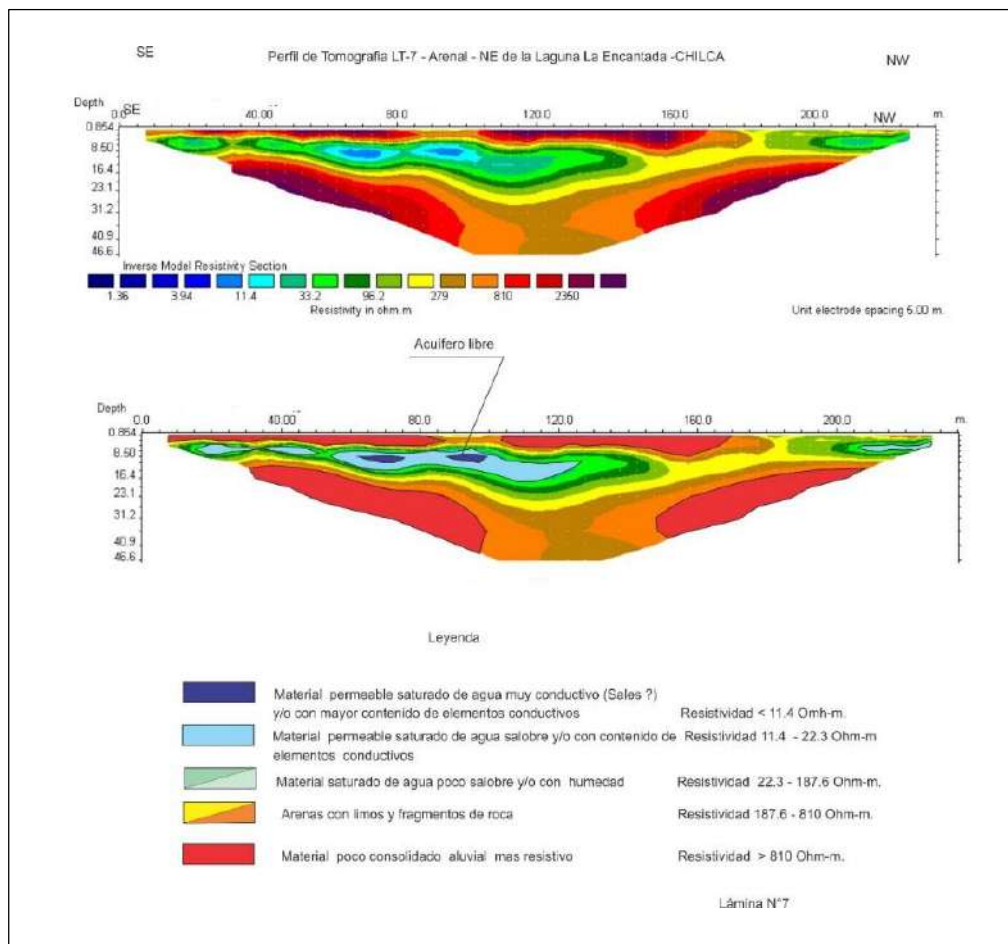 SE
Perfil de Tomografia LT-7 - Arenal - NE de la Laguna La Encantada -CHILCA
NW
Depth
SE
0.0 40.00 80.0 120.0 160.0 200.0 m.
NW
0.854
8.50
16.4
23.1
31.2
40.9
46.6
Inverse Model Resistivity Section
1.36 3.94 11.4 33.2 96.2 279 810 2350
Resistivity in ohm.m
Unit electrode spacing 6.00 m.
Acuifero libre
Depth
0.0 40.00 80.0 120.0 160.0 200.0 m.
0.854
8.50
16.4
23.1
31.2
40.9
46.6
Leyenda
Material permeable saturado de agua muy conductivo (Sales ?)
y/o con mayor contenido de elementos conductivos Resistividad < 11.4 Omh-m.
Material permeable saturado de agua salobre y/o con contenido de Resistividad 11.4 - 22.3 Ohm-m
elementos conductivos
Material saturado de agua poco salobre y/o con humedad Resistividad 22.3 - 187.6 Ohm-m.
Arenas con limos y fragmentos de roca Resistividad 187.6 - 810 Ohm-m.
Material poco consolidado aluvial mas resistivo Resistividad > 810 Ohm-m.
Lámina N°7